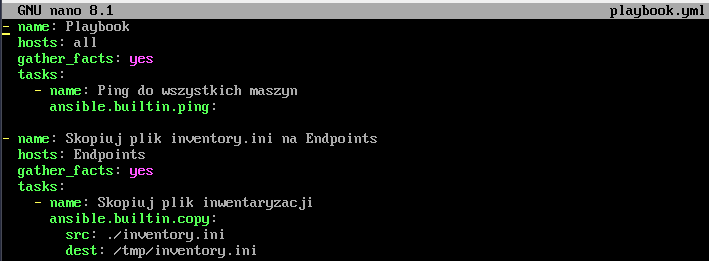 GNU nano 8.1 playbook.yml
- name: Playbook
  hosts: all
  gather_facts: yes
  tasks:
    - name: Ping do wszystkich maszyn
      ansible.builtin.ping:

- name: Skopiuj plik inventory.ini na Endpoints
  hosts: Endpoints
  gather_facts: yes
  tasks:
    - name: Skopiuj plik inwentaryzacji
      ansible.builtin.copy:
        src: ./inventory.ini
        dest: /tmp/inventory.ini